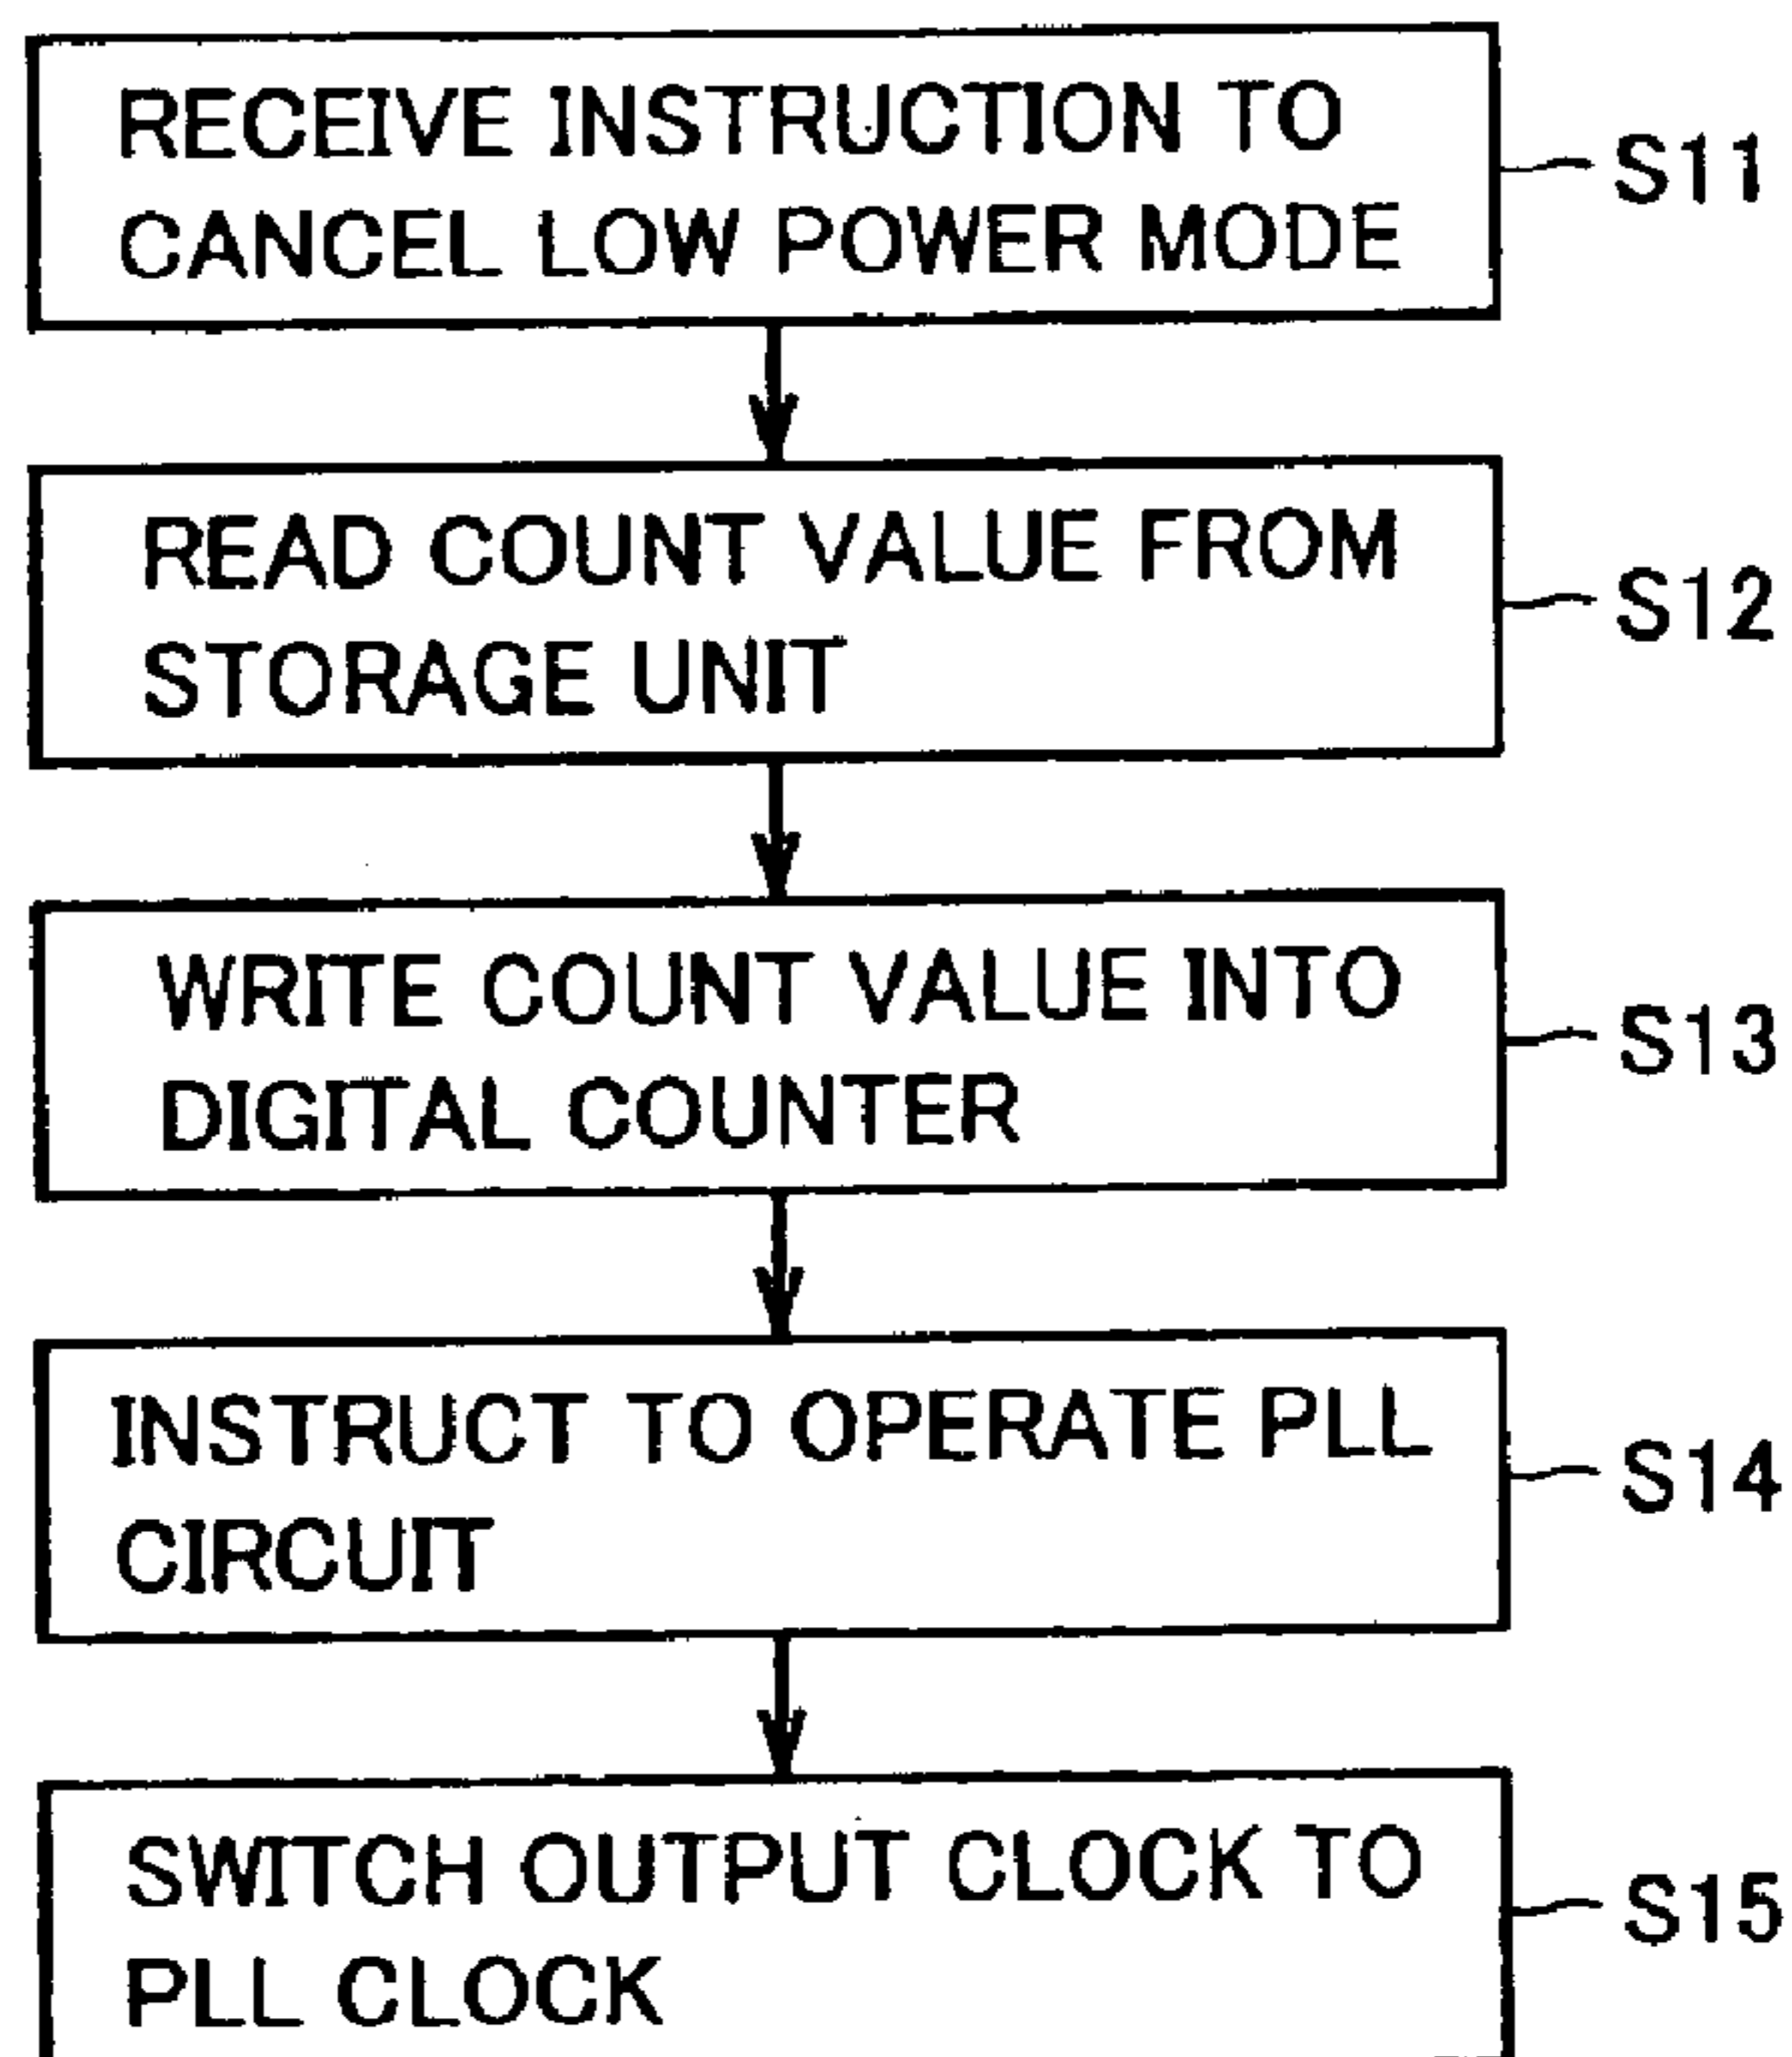 RECEIVE INSTRUCTION TO
CANCEL LOW POWER MODE
S11
READ COUNT VALUE FROM
STORAGE UNIT
S12
WRITE COUNT VALUE INTO
DIGITAL COUNTER
S13
INSTRUCT TO OPERATE PLL
CIRCUIT
S14
SWITCH OUTPUT CLOCK TO
PLL CLOCK
S15